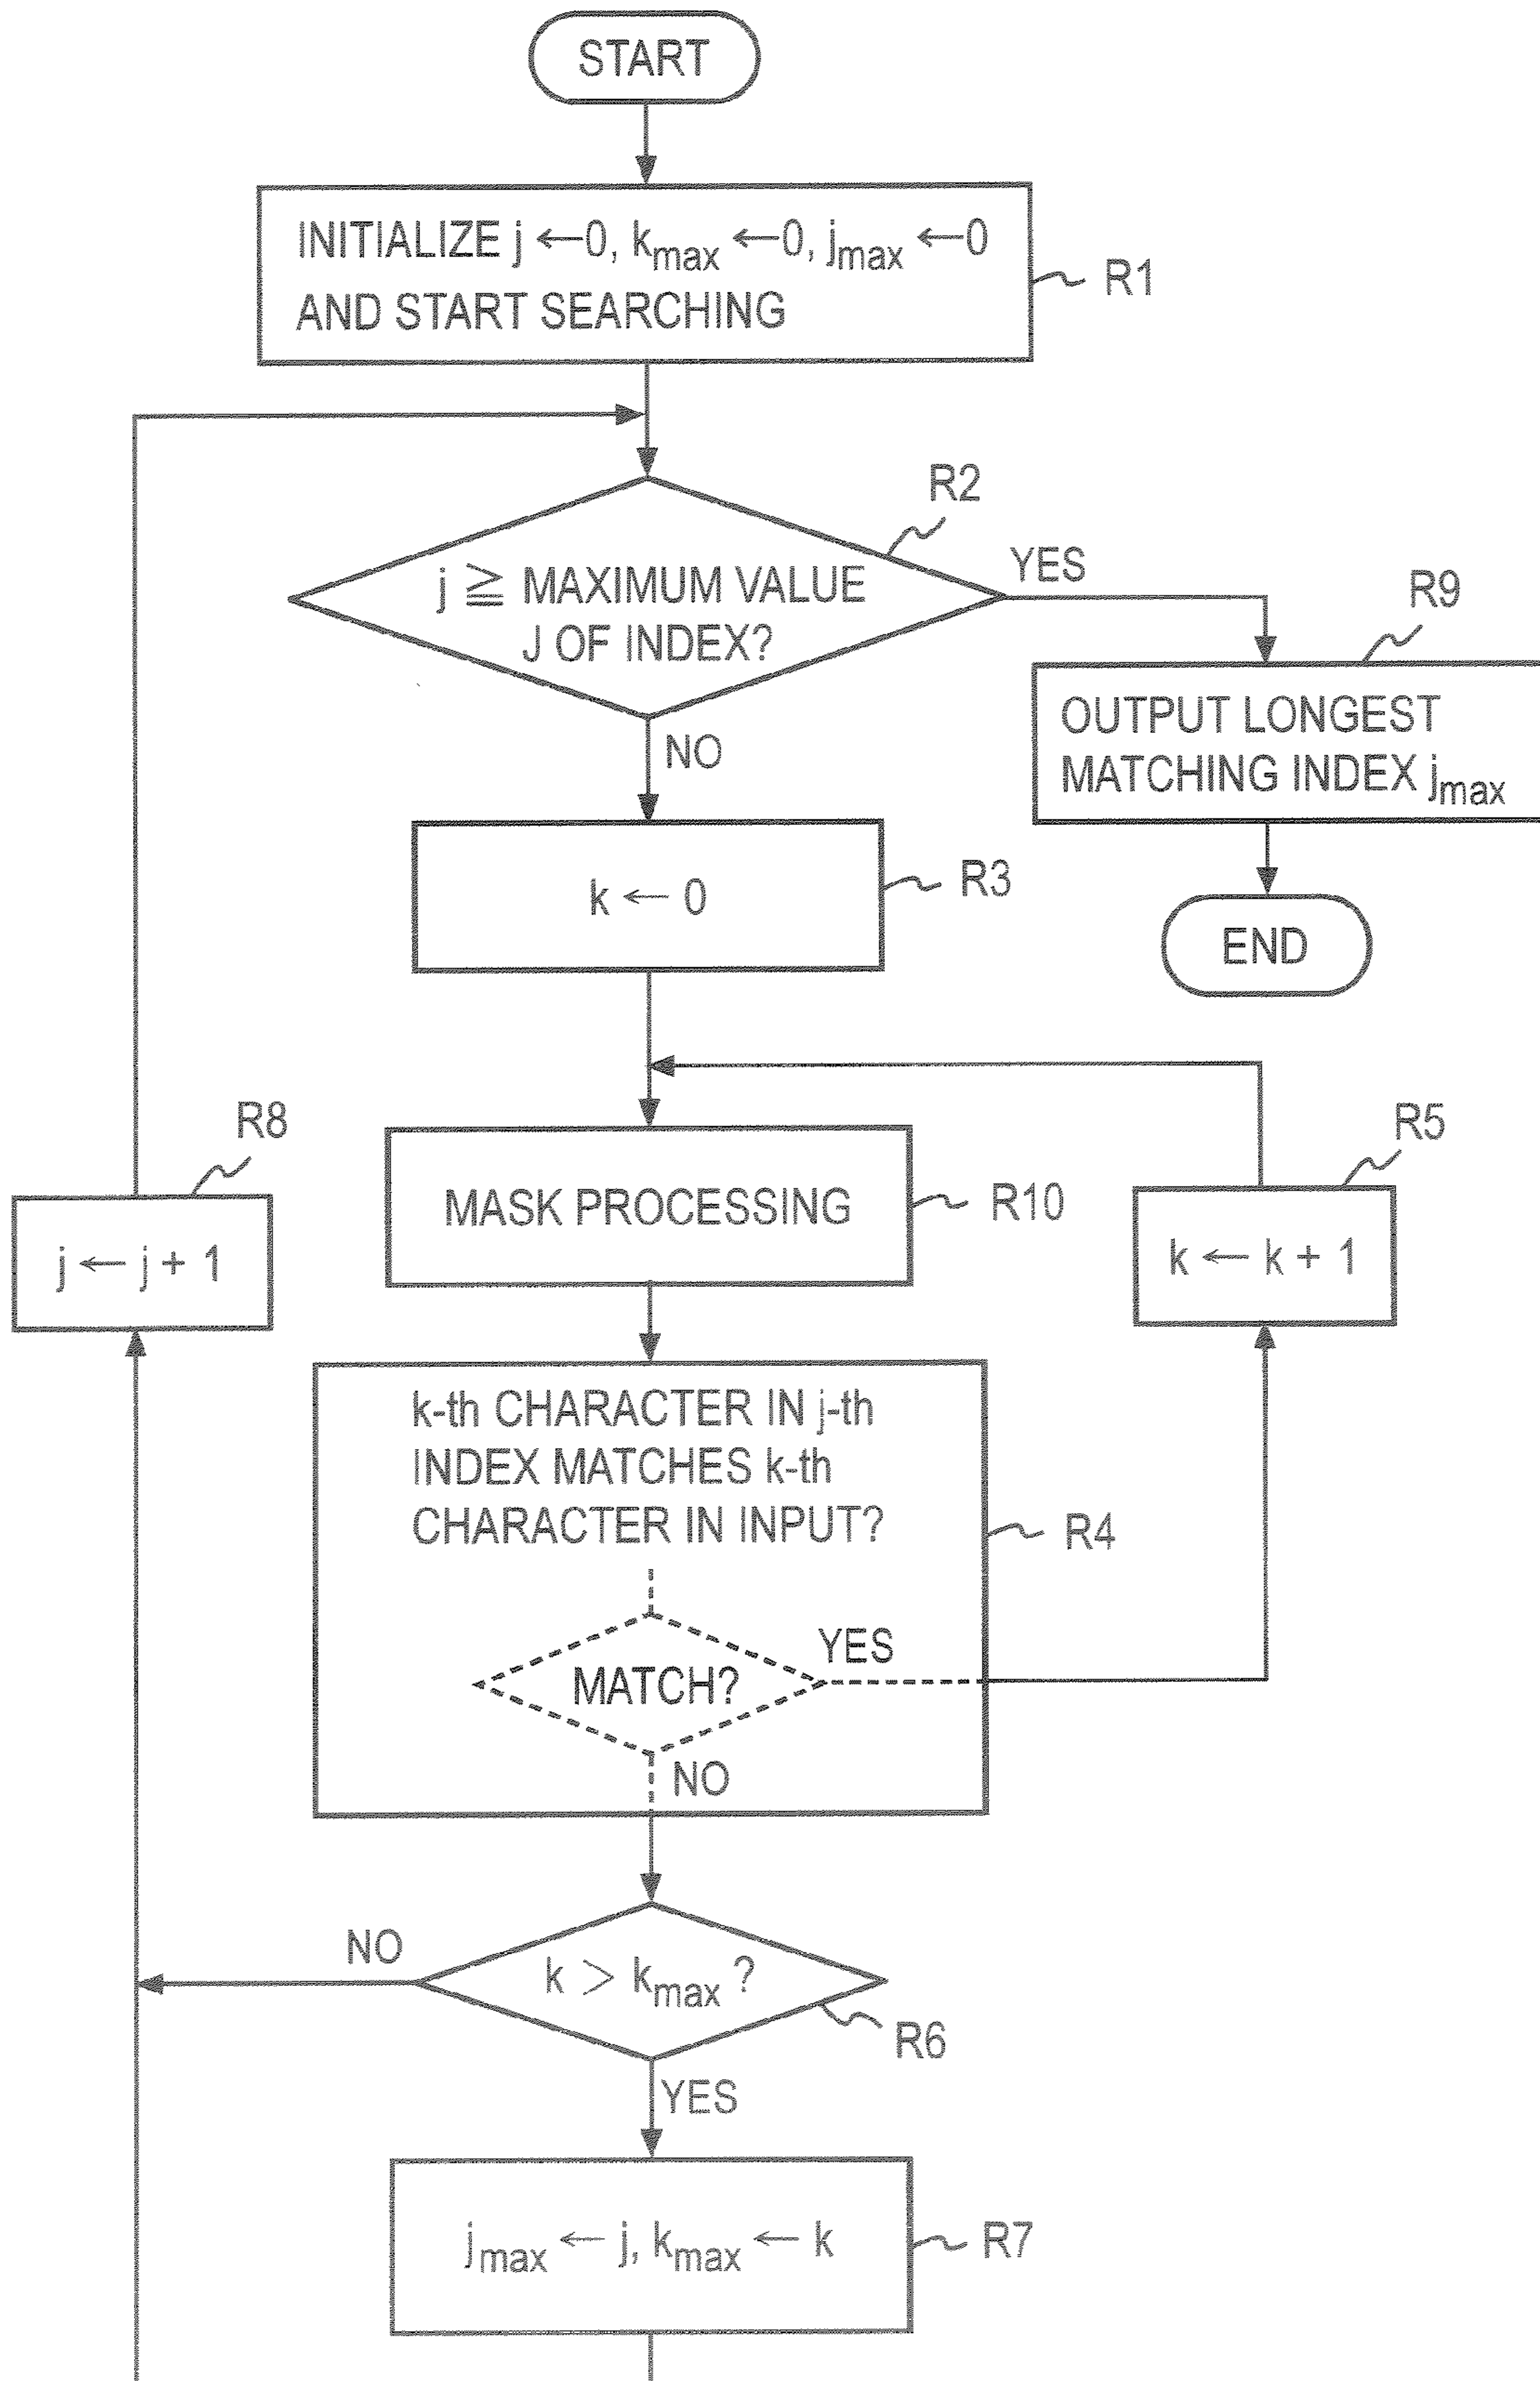 START
INITIALIZE j ←0, kmax ←0, jmax ←0
AND START SEARCHING
R1
R2
j ≧ MAXIMUM VALUE
J OF INDEX?
YES
NO
R9
OUTPUT LONGEST
MATCHING INDEX jmax
END
k ← 0
R3
R8
j ← j + 1
MASK PROCESSING
R10
R5
k ← k + 1
k-th CHARACTER IN j-th
INDEX MATCHES k-th
CHARACTER IN INPUT?
R4
MATCH?
YES
NO
k > kmax ?
NO
R6
YES
jmax ← j, kmax ← k
R7